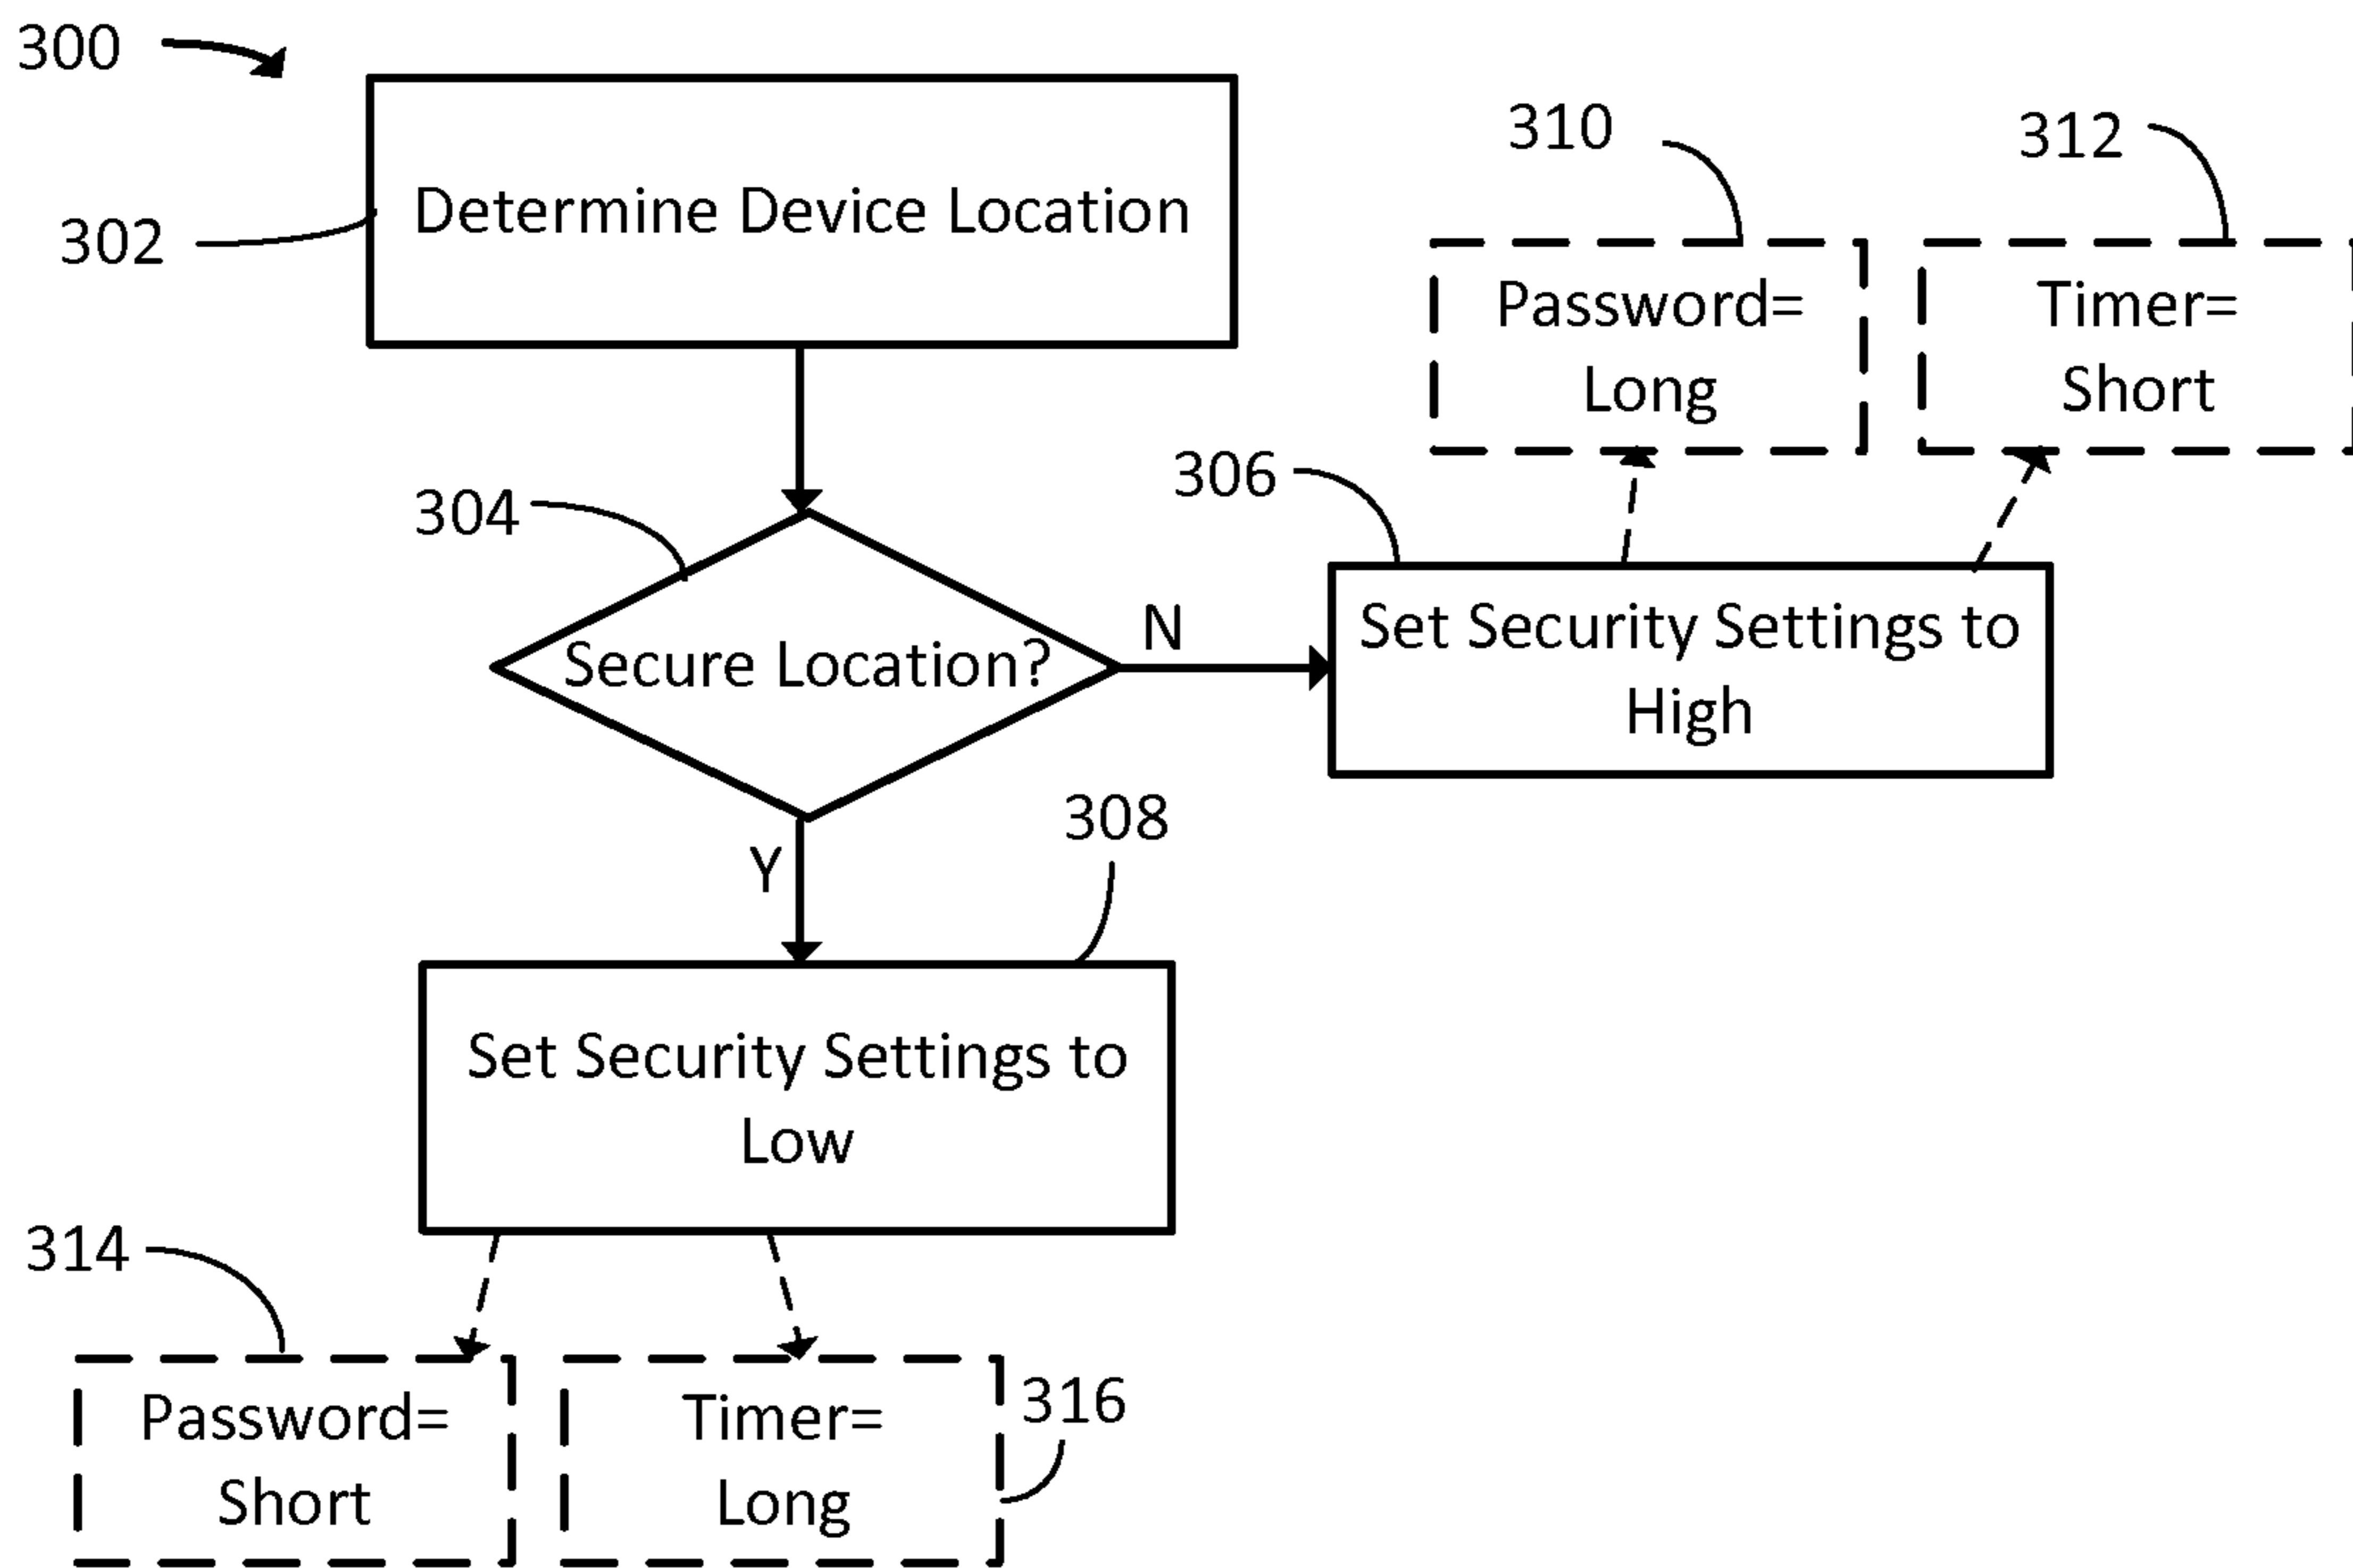 300
302
Determine Device Location
310
312
Password=
Long
Timer=
Short
304
306
Secure Location?
N
Set Security Settings to
High
Y
308
Set Security Settings to
Low
314
Password=
Short
Timer=
Long
316